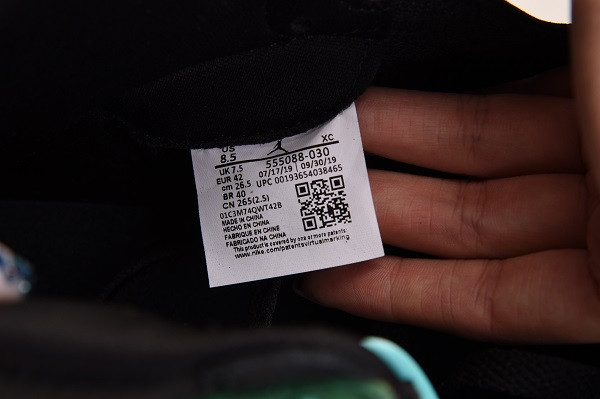 US XC
8.5 555088-030
UK 7.5 07/17/19 | 09/30/19
EUR 42 UPC 00193654038465
cm 26.5
BR 40
CN 265(2.5)
01C3M74QWT42B
MADE IN CHINA
HECHO EN CHINA
FABRIQUE EN CHINE
FABRICADO NA CHINA
This product is covered by one or more patents:
www.nike.com/patentsvirtualmarking